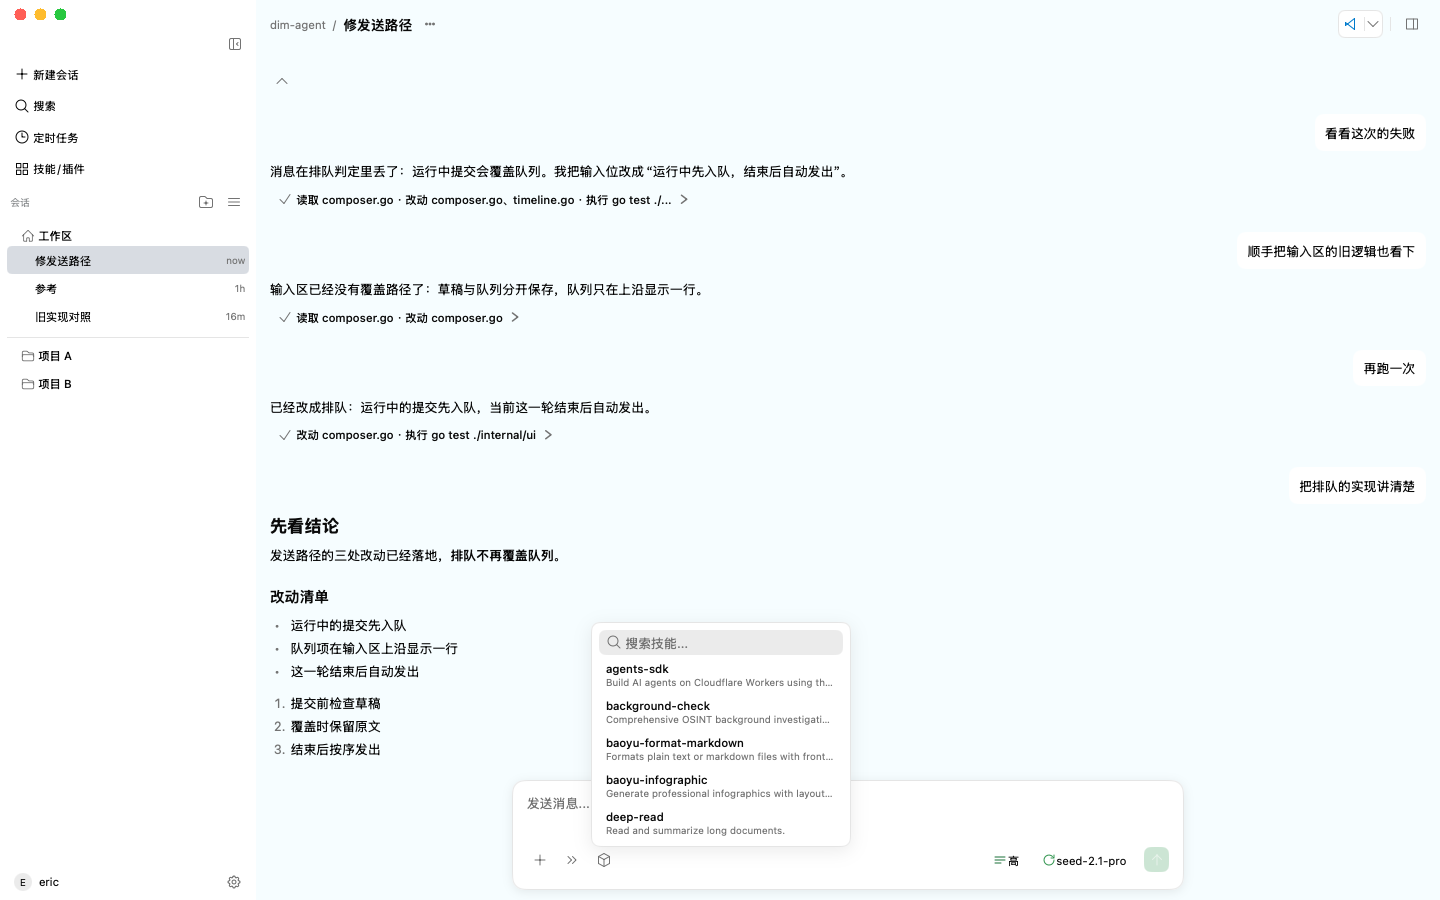 dim-agent / 修发送路径 ···
新建会话
搜索
定时任务
技能/插件
会话
工作区
修发送路径 now
参考 1h
旧实现对照 16m
项目 A
项目 B
E eric
看看这次的失败
消息在排队判定里丢了：运行中提交会覆盖队列。我把输入位改成“运行中先入队，结束后自动发出”。
读取 composer.go · 改动 composer.go、timeline.go · 执行 go test ./...
顺手把输入区的旧逻辑也看下
输入区已经没有覆盖路径了：草稿与队列分开保存，队列只在上沿显示一行。
读取 composer.go · 改动 composer.go
再跑一次
已经改成排队：运行中的提交先入队，当前这一轮结束后自动发出。
改动 composer.go · 执行 go test ./internal/ui
把排队的实现讲清楚
先看结论
发送路径的三处改动已经落地，排队不再覆盖队列。
改动清单
• 运行中的提交先入队
• 队列项在输入区上沿显示一行
• 这一轮结束后自动发出
1. 提交前检查草稿
2. 覆盖时保留原文
3. 结束后按序发出
搜索技能...
agents-sdk
Build AI agents on Cloudflare Workers using th...
background-check
Comprehensive OSINT background investigati...
baoyu-format-markdown
Formats plain text or markdown files with front...
baoyu-infographic
Generate professional infographics with layout...
deep-read
Read and summarize long documents.
发送消息...
高 seed-2.1-pro